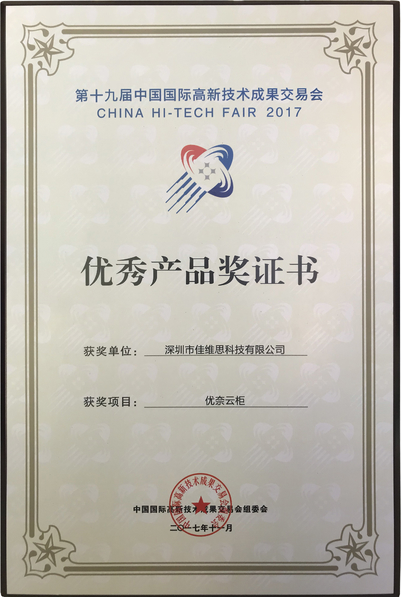 第十九届中国国际高新技术成果交易会
CHINA HI-TECH FAIR 2017
优秀产品奖证书
获奖单位： 深圳市佳维思科技有限公司
获奖项目： 优奈云柜
中国国际高新技术成果交易会组委会
二〇一七年十一月